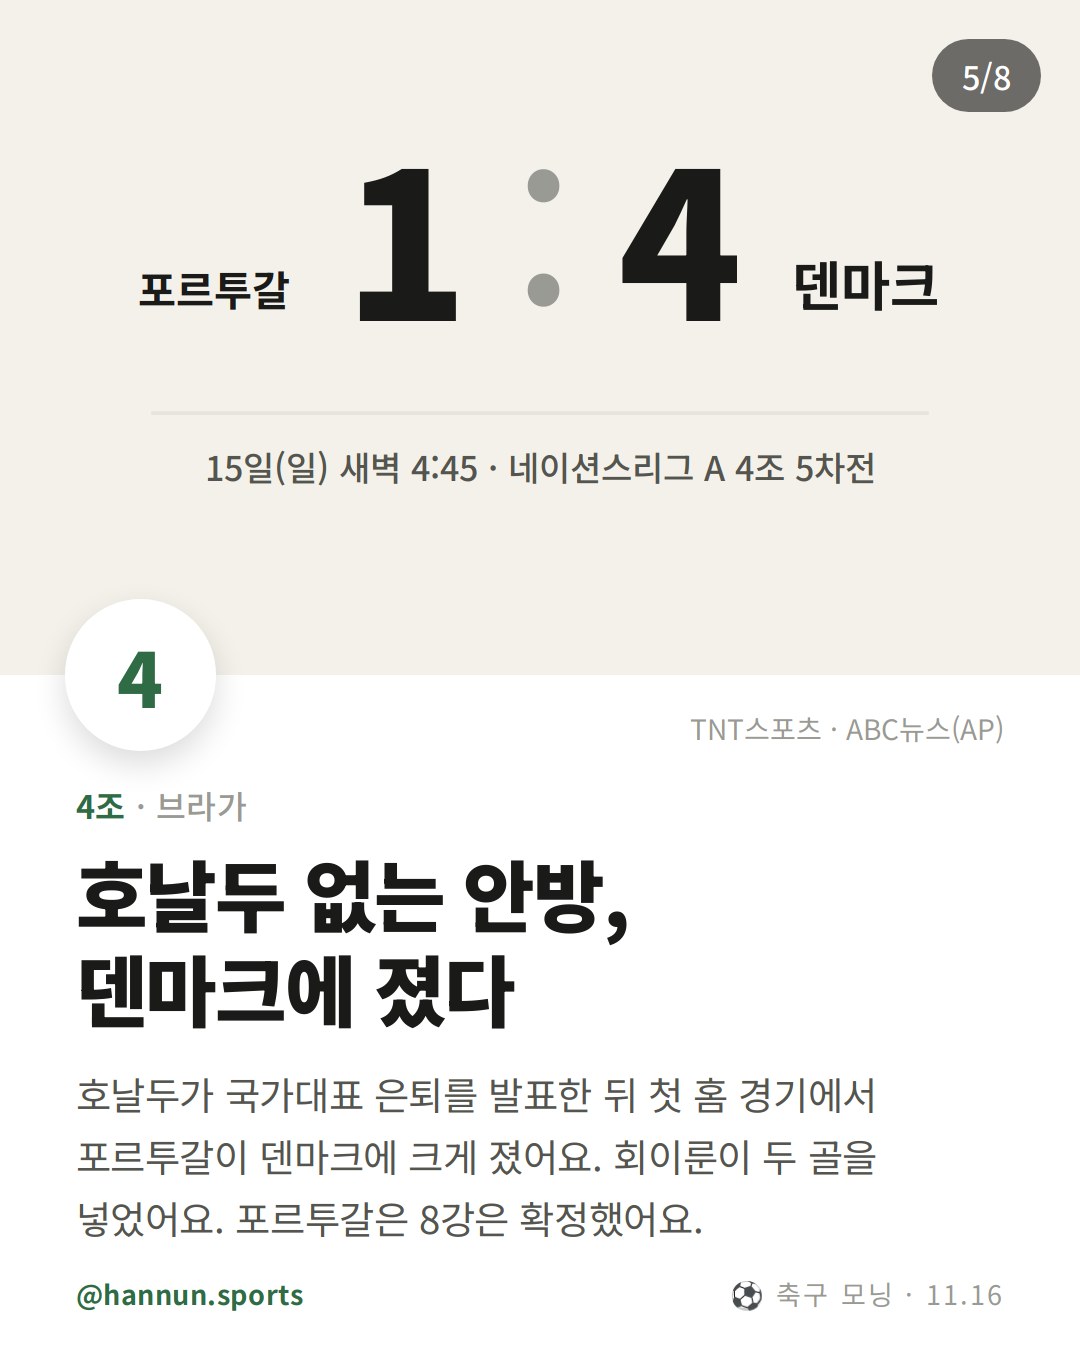 5/8
포르투갈 1 : 4 덴마크
15일(일) 새벽 4:45 · 네이션스리그 A 4조 5차전
4
TNT스포츠 · ABC뉴스(AP)
4조 · 브라가
호날두 없는 안방,
덴마크에 졌다
호날두가 국가대표 은퇴를 발표한 뒤 첫 홈 경기에서
포르투갈이 덴마크에 크게 졌어요. 회이룬이 두 골을
넣었어요. 포르투갈은 8강은 확정했어요.
@hannun.sports
⚽ 축구 모닝 · 11.16